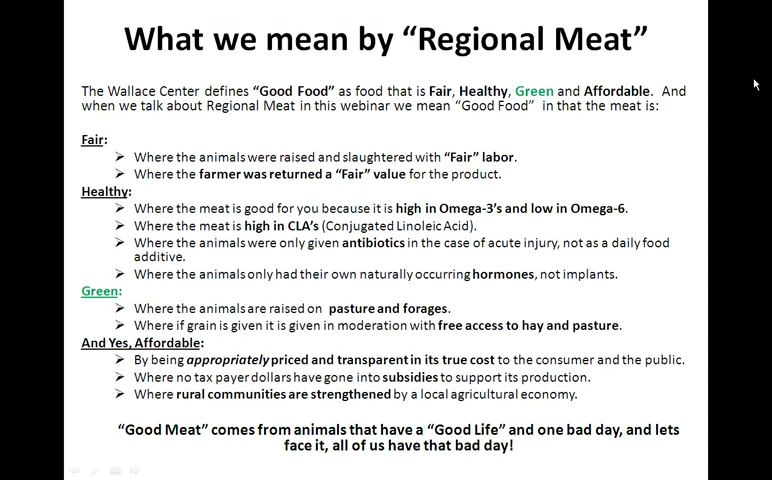 What we mean by “Regional Meat”
The Wallace Center defines “Good Food” as food that is Fair, Healthy, Green and Affordable. And
when we talk about Regional Meat in this webinar we mean “Good Food” in that the meat is:
Fair:
➢ Where the animals were raised and slaughtered with “Fair” labor.
➢ Where the farmer was returned a “Fair” value for the product.
Healthy:
➢ Where the meat is good for you because it is high in Omega-3’s and low in Omega-6.
➢ Where the meat is high in CLA’s (Conjugated Linoleic Acid).
➢ Where the animals were only given antibiotics in the case of acute injury, not as a daily food
additive.
➢ Where the animals only had their own naturally occurring hormones, not implants.
Green:
➢ Where the animals are raised on pasture and forages.
➢ Where if grain is given it is given in moderation with free access to hay and pasture.
And Yes, Affordable:
➢ By being appropriately priced and transparent in its true cost to the consumer and the public.
➢ Where no tax payer dollars have gone into subsidies to support its production.
➢ Where rural communities are strengthened by a local agricultural economy.
“Good Meat” comes from animals that have a “Good Life” and one bad day, and lets
face it, all of us have that bad day!